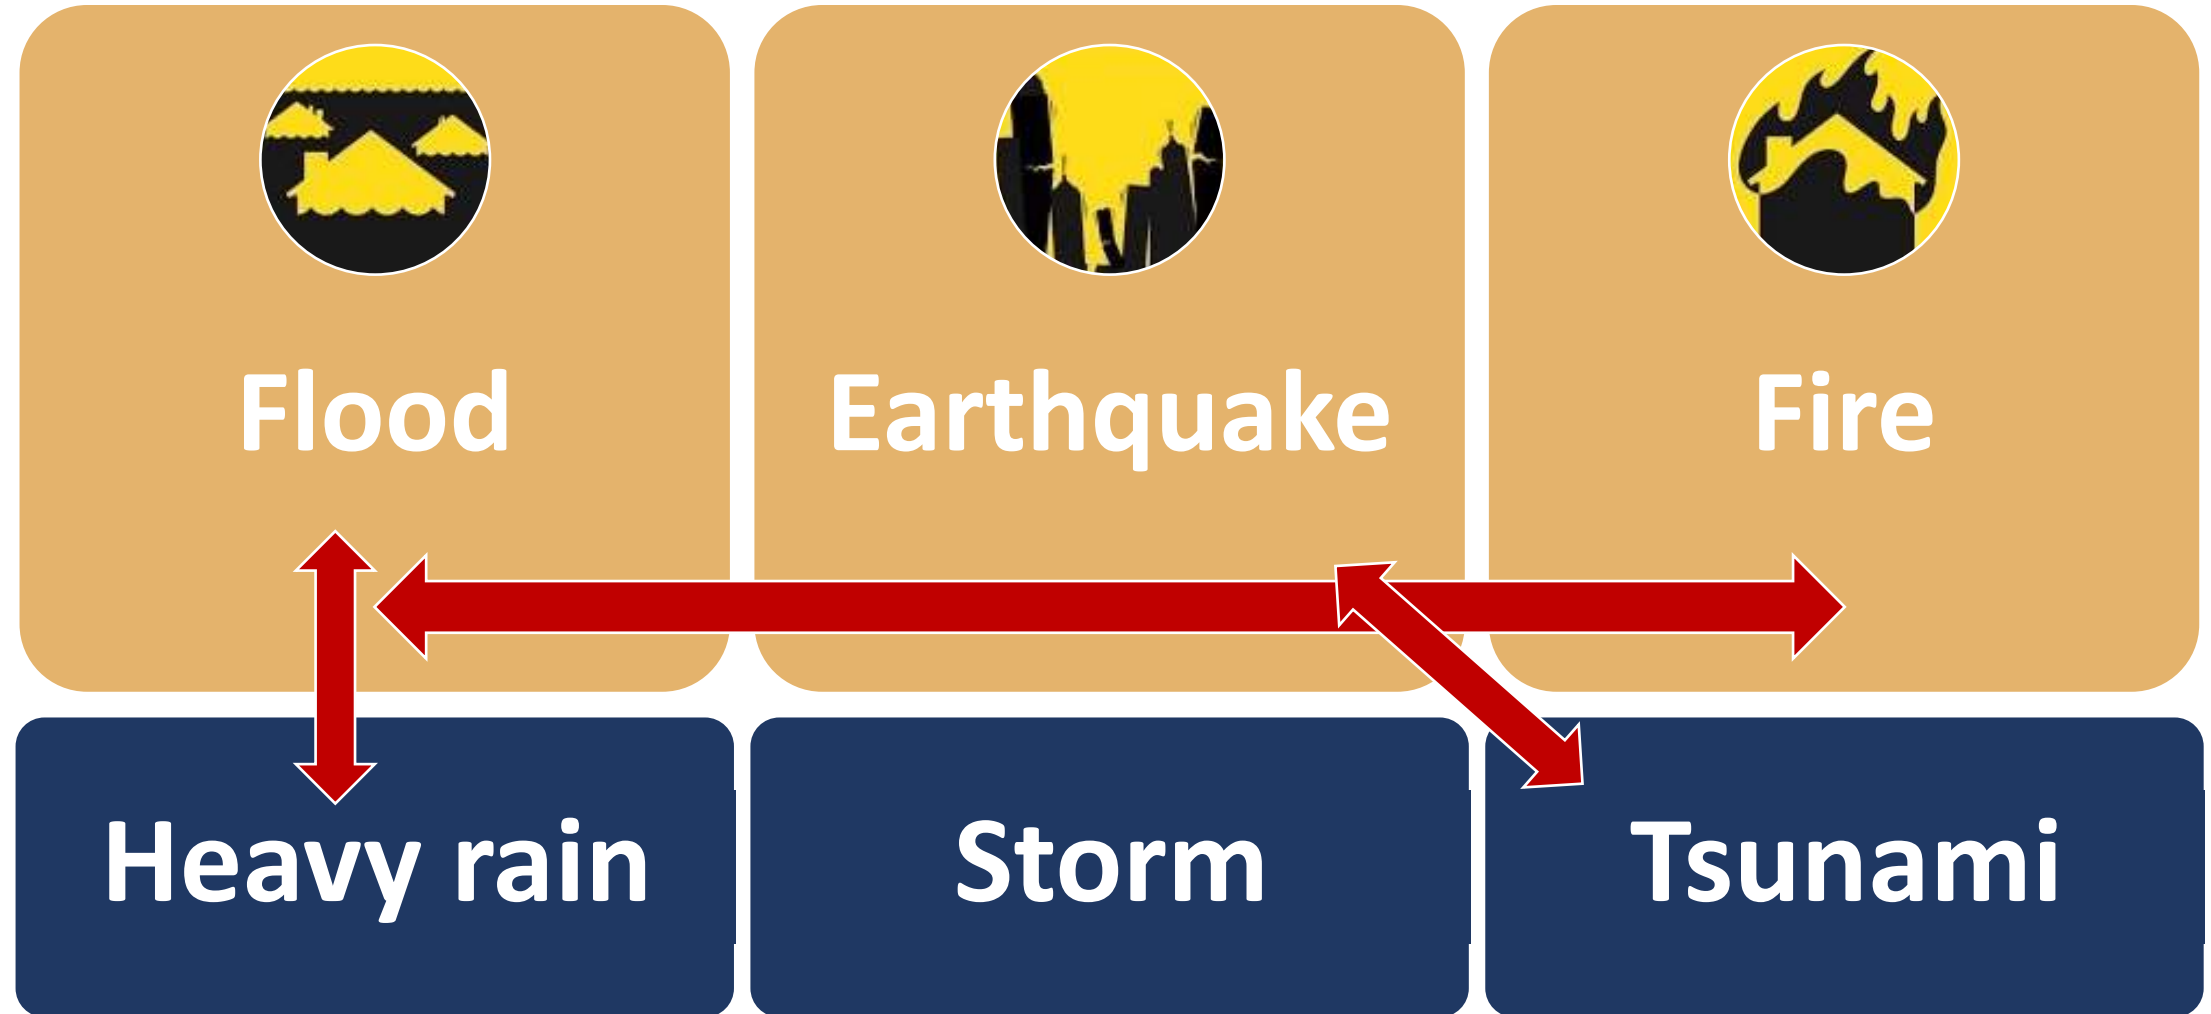 Flood
Earthquake
Fire
Heavy rain
Storm
Tsunami